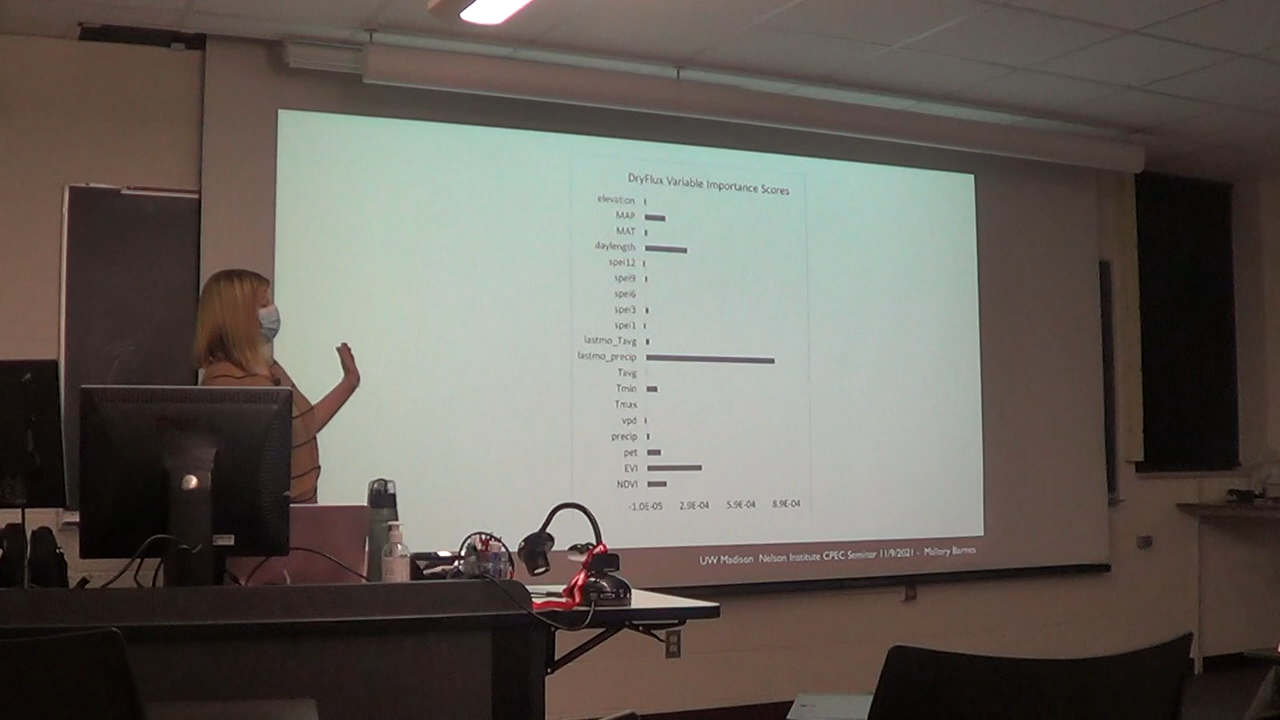 DryFlux Variable Importance Scores
elevation
MAP
MAT
daylength
spei12
spei9
spei6
spei3
spei1
lastmo_Tavg
lastmo_precip
Tavg
Tmin
Tmax
vpd
precip
pet
EVI
NDVI
-1.0E-05 2.9E-04 5.9E-04 8.9E-04
UW Madison Nelson Institute CPEC Seminar 11/9/2021 - Mallory Barnes
DELL